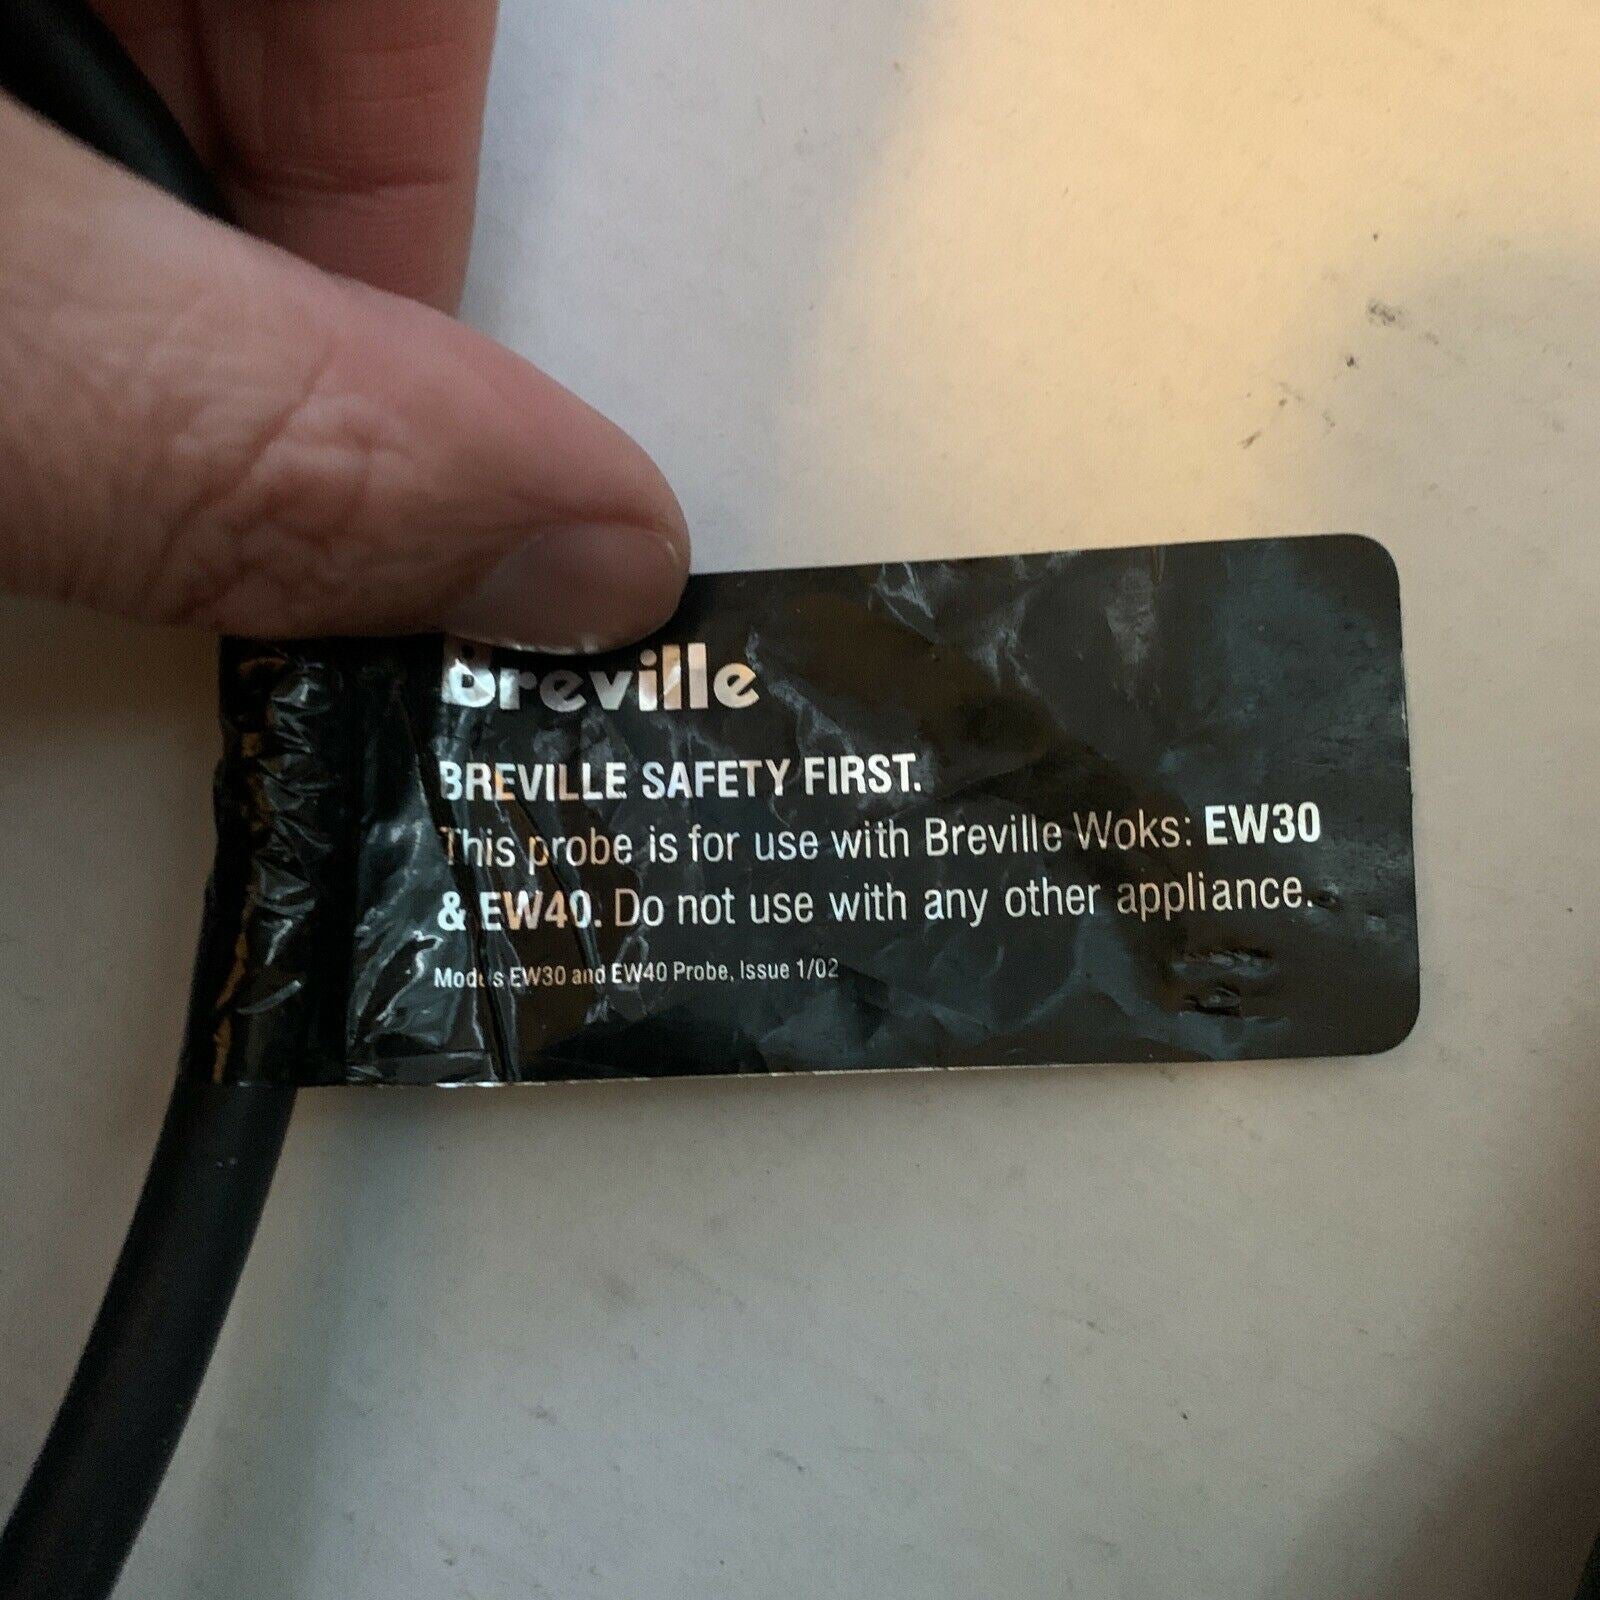 Breville
BREVILLE SAFETY FIRST.
This probe is for use with Breville Woks: EW30
& EW40. Do not use with any other appliance.
Models EW30 and EW40 Probe, Issue 1/02